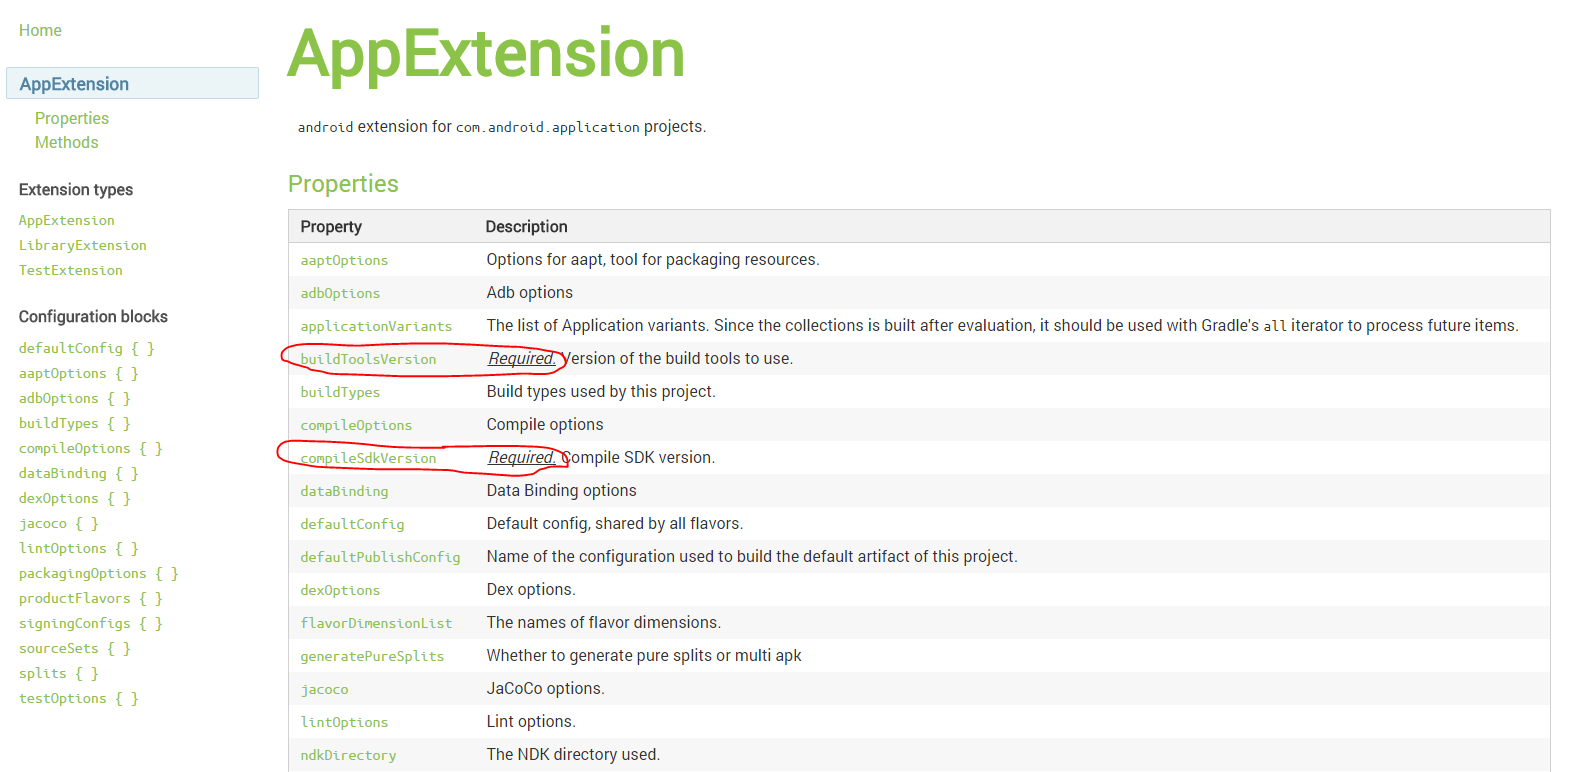 Home
AppExtension
Properties
Methods
Extension types
AppExtension
LibraryExtension
TestExtension
Configuration blocks
defaultConfig { }
aaptOptions { }
adbOptions { }
buildTypes { }
compileOptions { }
dataBinding { }
dexOptions { }
jacoco { }
lintOptions { }
packagingOptions { }
productFlavors { }
signingConfigs { }
sourceSets { }
splits { }
testOptions { }
AppExtension
android extension for com.android.application projects.
Properties
Property Description
aaptOptions Options for aapt, tool for packaging resources.
adbOptions Adb options
applicationVariants The list of Application variants. Since the collections is built after evaluation, it should be used with Gradle's all iterator to process future items.
buildToolsVersion Required. Version of the build tools to use.
buildTypes Build types used by this project.
compileOptions Compile options
compileSdkVersion Required. Compile SDK version.
dataBinding Data Binding options
defaultConfig Default config, shared by all flavors.
defaultPublishConfig Name of the configuration used to build the default artifact of this project.
dexOptions Dex options.
flavorDimensionList The names of flavor dimensions.
generatePureSplits Whether to generate pure splits or multi apk
jacoco JaCoCo options.
lintOptions Lint options.
ndkDirectory The NDK directory used.